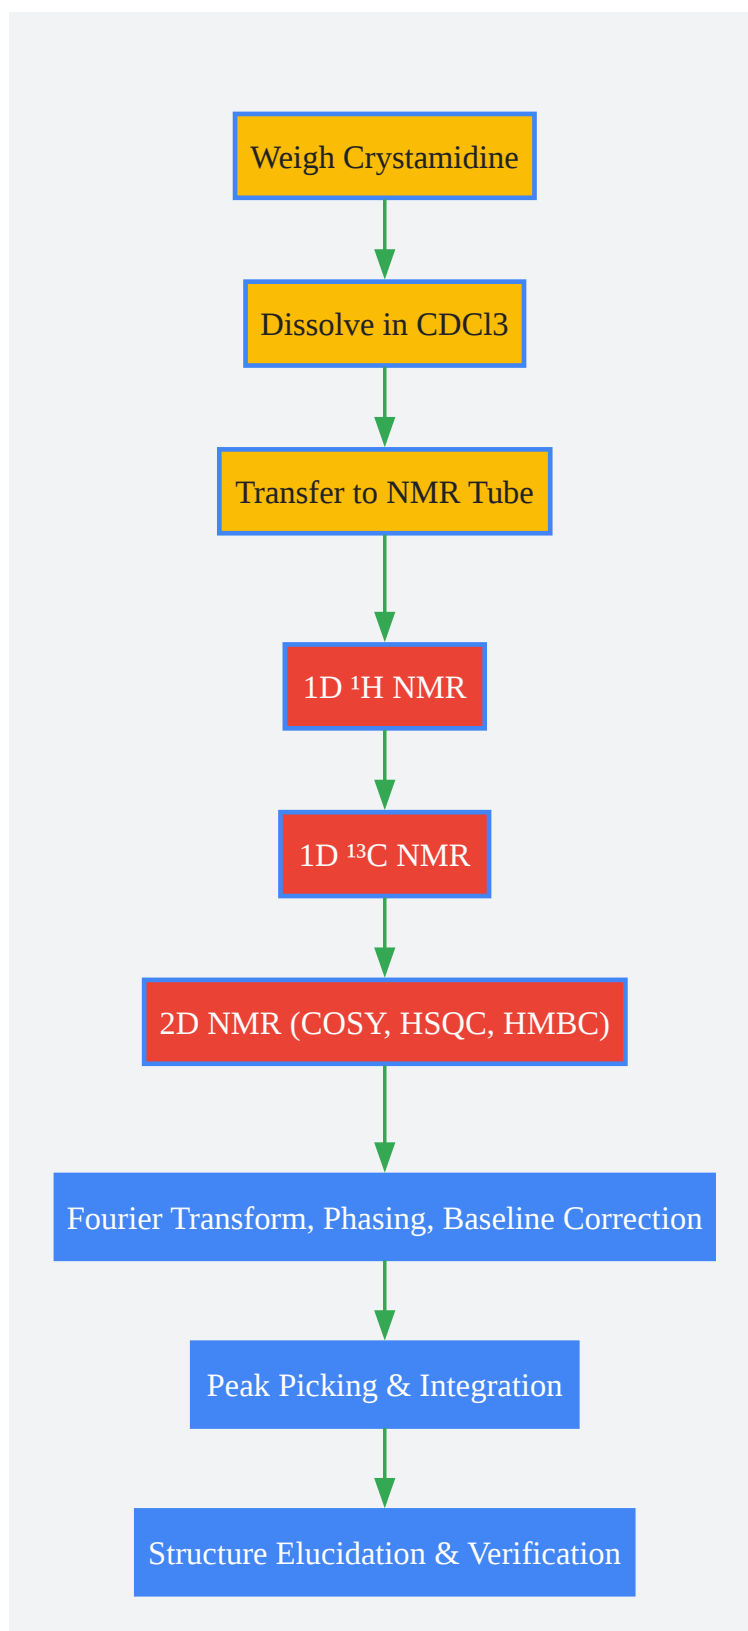 Weigh Crystamidine
Dissolve in CDCl3
Transfer to NMR Tube
1D ¹H NMR
1D ¹³C NMR
2D NMR (COSY, HSQC, HMBC)
Fourier Transform, Phasing, Baseline Correction
Peak Picking & Integration
Structure Elucidation & Verification